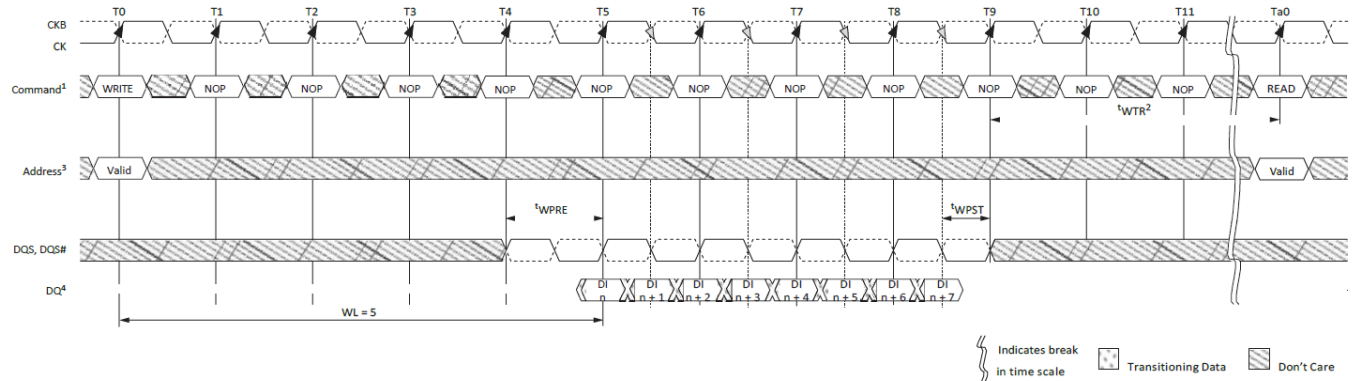 T0 T1 T2 T3 T4 T5 T6 T7 T8 T9 T10 T11 Ta0
CKB
CK
Command¹ WRITE NOP NOP NOP NOP NOP NOP NOP NOP NOP NOP NOP READ
tWTR²
Address³ Valid Valid
tWPRE tWPST
DQS, DQS#
DQ⁴ DI n DI n + 1 DI n + 2 DI n + 3 DI n + 4 DI n + 5 DI n + 6 DI n + 7
WL = 5
Indicates break
in time scale
Transitioning Data
Don't Care